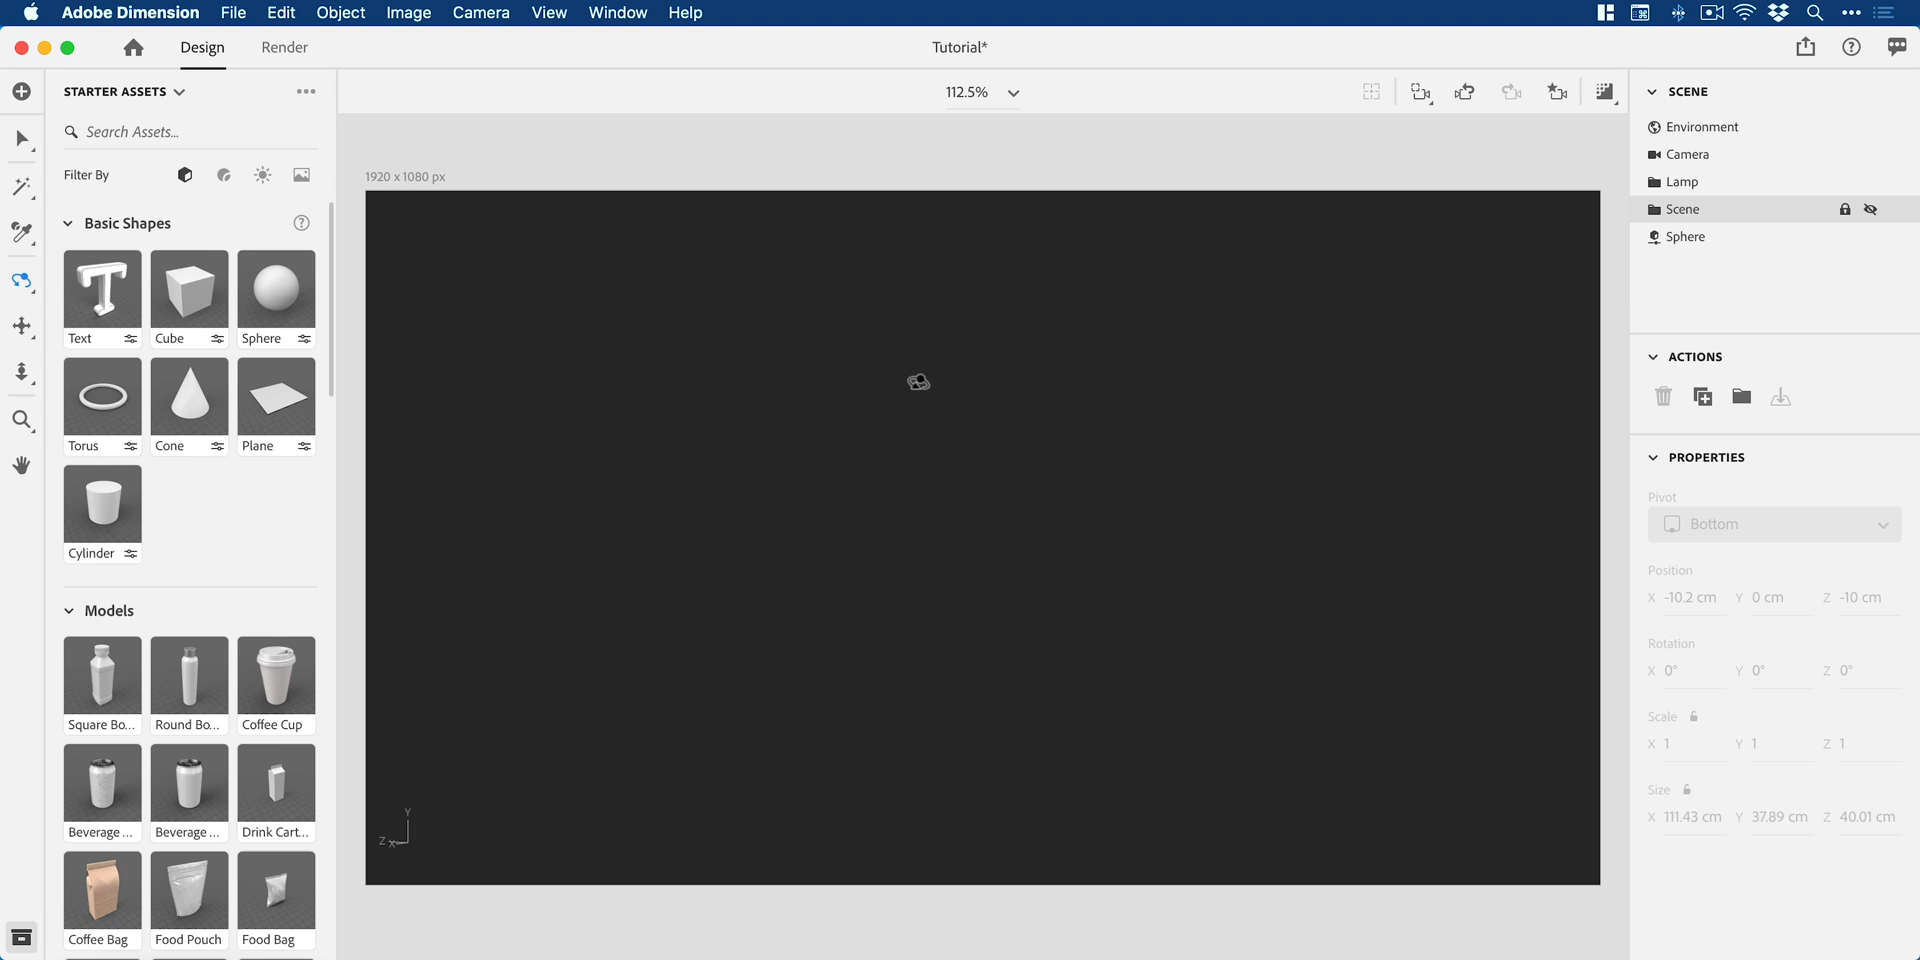 Adobe Dimension File Edit Object Image Camera View Window Help
Design Render Tutorial*
STARTER ASSETS
Search Assets...
Filter By
Basic Shapes
Text Cube Sphere
Torus Cone Plane
Cylinder
Models
Square Bo... Round Bo... Coffee Cup
Beverage ... Beverage ... Drink Cart...
Coffee Bag Food Pouch Food Bag
112.5%
1920 x 1080 px
Y
Z X
SCENE
Environment
Camera
Lamp
Scene
Sphere
ACTIONS
PROPERTIES
Pivot
Bottom
Position
X -10.2 cm Y 0 cm Z -10 cm
Rotation
X 0° Y 0° Z 0°
Scale
X 1 Y 1 Z 1
Size
X 111.43 cm Y 37.89 cm Z 40.01 cm